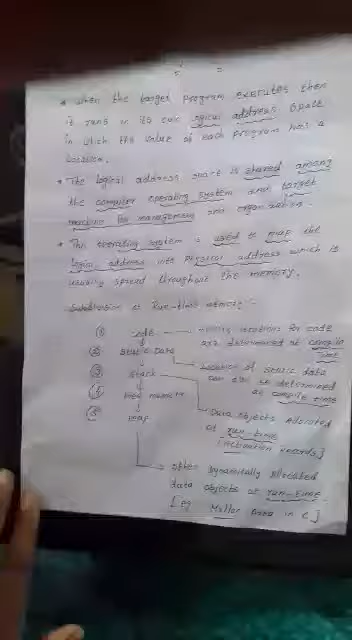 * When the target program executes then
it runs in its own logical address space
in which the value of each program has a
location.
* The logical address space is shared among
the compiler, operating system and target
machine for management and organization.
* The operating system is used to map the
logical address into physical address which is
usually spread throughout the memory.
Subdivision of Run-time memory :-
① Code → memory locations for code
are determined at compile
time
② Static Data → Location of static data
can also be determined
at compile time
③ Stack → Data objects allocated
at run-time
[Activation records]
free memory
Heap
→ other dynamically allocated
data objects at run-time
[eg Malloc Area in C]